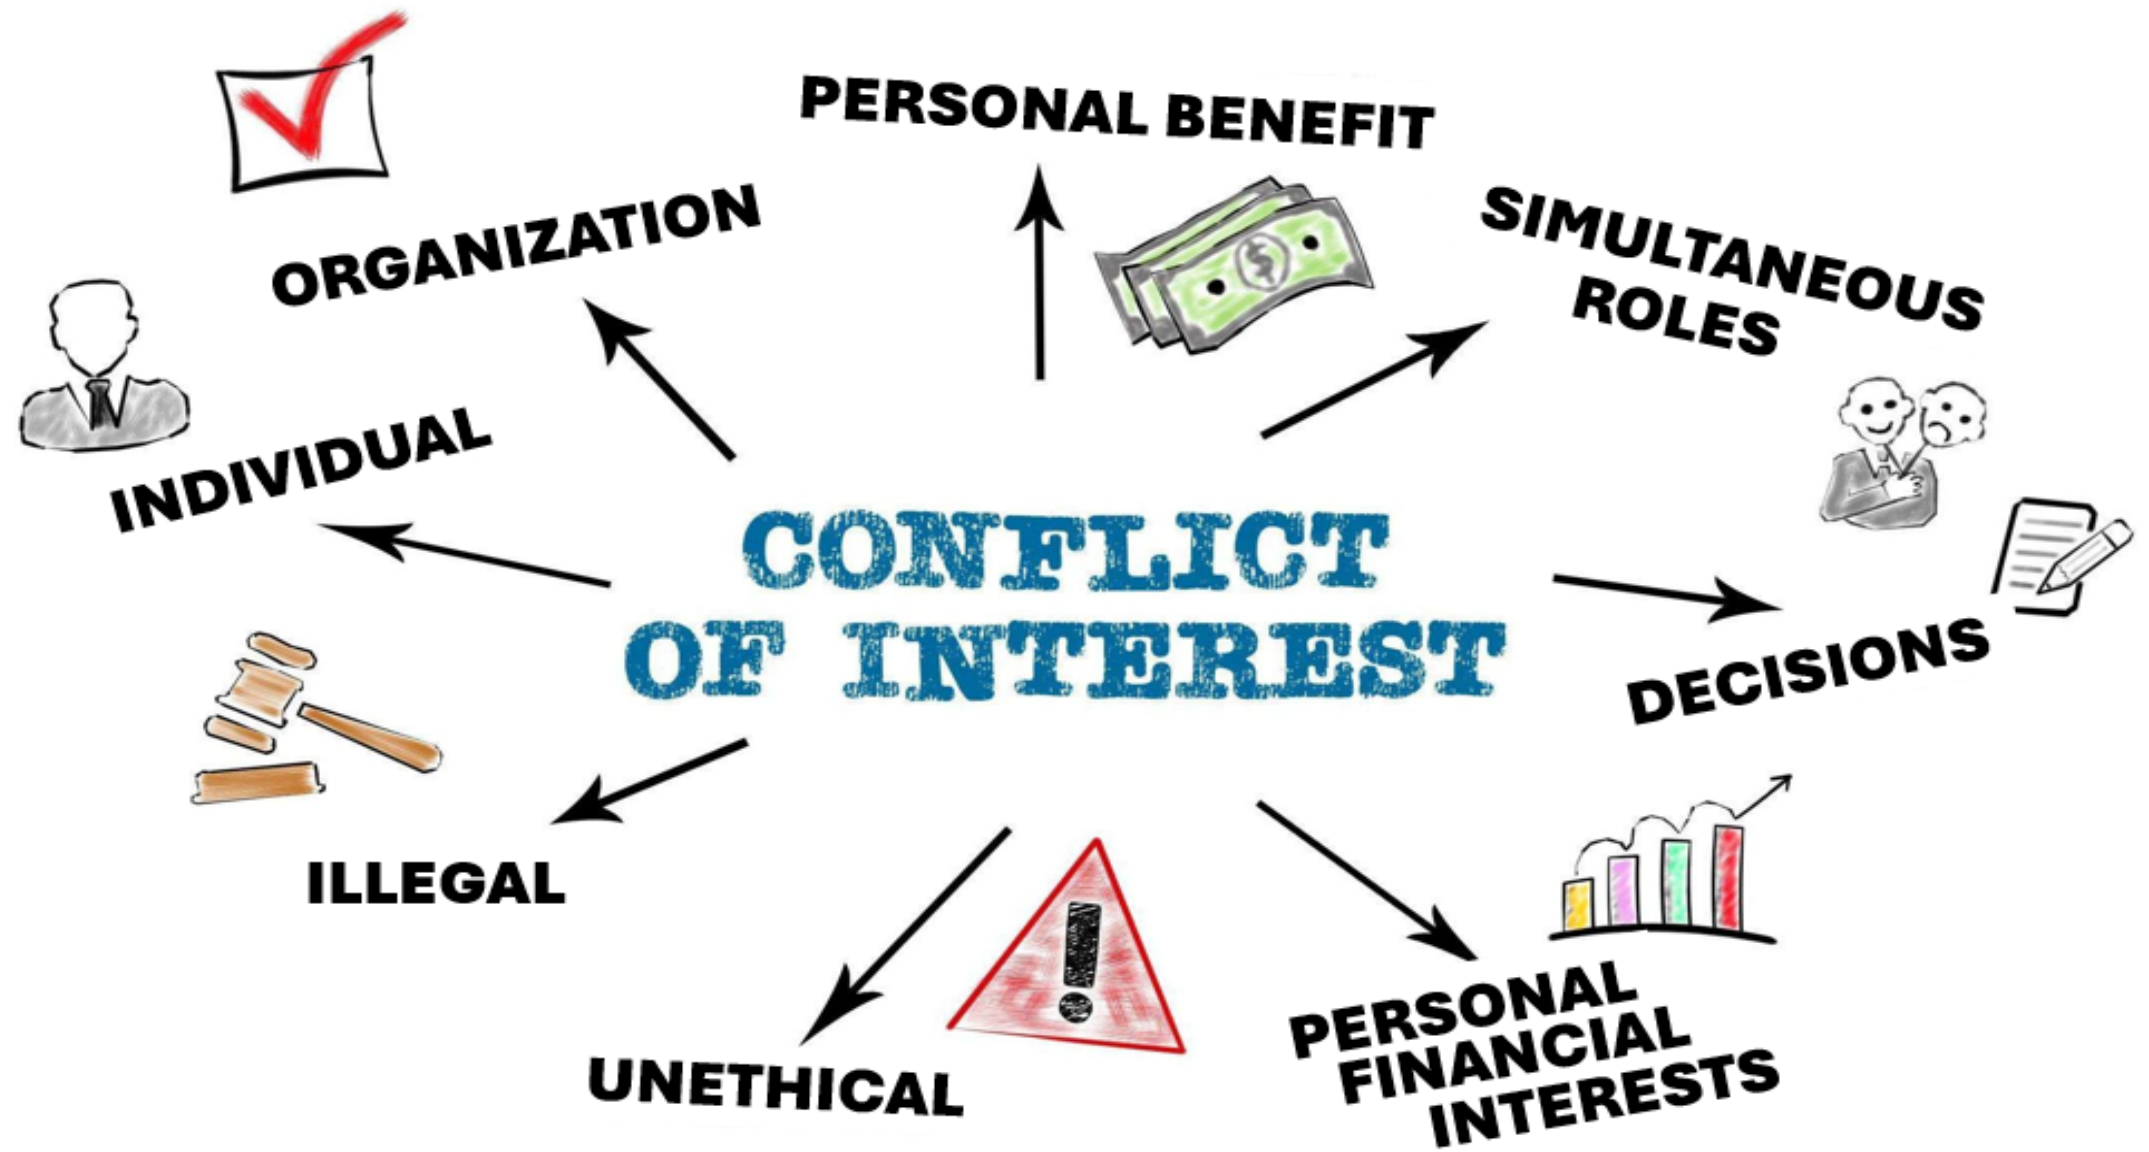 PERSONAL BENEFIT
ORGANIZATION
SIMULTANEOUS
ROLES
INDIVIDUAL
CONFLICT
OF INTEREST
DECISIONS
ILLEGAL
UNETHICAL
PERSONAL
FINANCIAL
INTERESTS